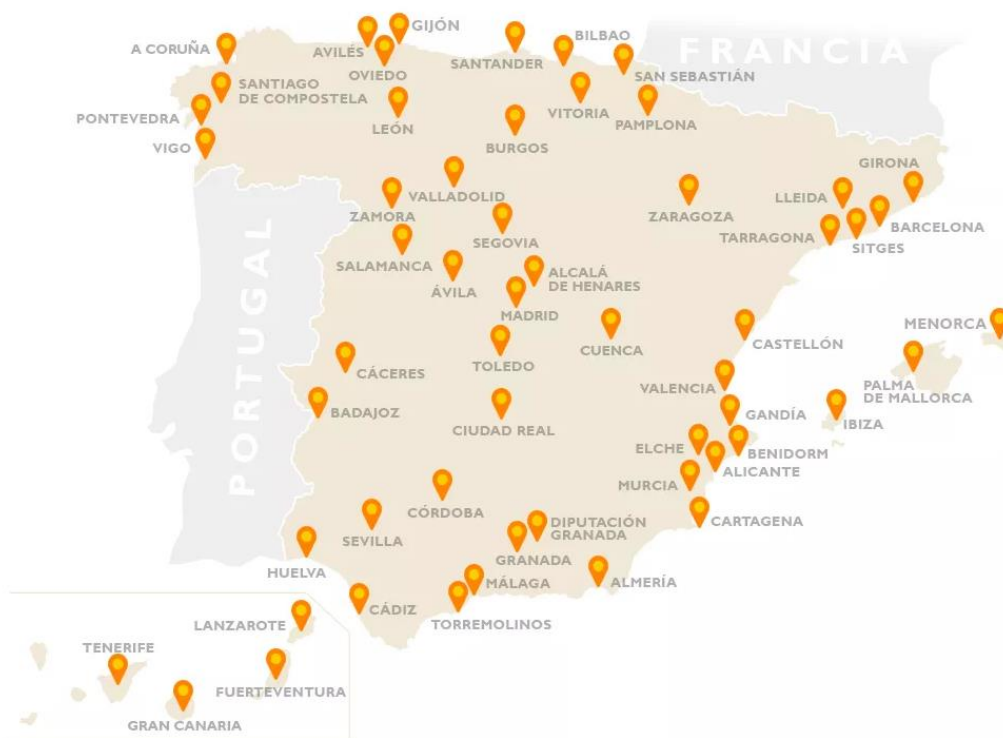 GIJÓN
A CORUÑA
AVILÉS
BILBAO
FRANCIA
OVIEDO
SANTANDER
SAN SEBASTIÁN
SANTIAGO
DE COMPOSTELA
VITORIA
PONTEVEDRA
LEÓN
PAMPLONA
VIGO
BURGOS
GIRONA
VALLADOLID
LLEIDA
ZAMORA
ZARAGOZA
BARCELONA
TARRAGONA
SEGOVIA
SITGES
SALAMANCA
ALCALÁ
DE HENARES
ÁVILA
MADRID
PORTUGAL
MENORCA
CUENCA
CASTELLÓN
TOLEDO
CÁCERES
VALENCIA
PALMA
DE MALLORCA
BADAJOZ
GANDÍA
IBIZA
CIUDAD REAL
ELCHE
BENIDORM
ALICANTE
MURCIA
CÓRDOBA
CARTAGENA
DIPUTACIÓN
GRANADA
SEVILLA
GRANADA
HUELVA
MÁLAGA
ALMERÍA
CÁDIZ
TORREMOLINOS
LANZAROTE
TENERIFE
FUERTEVENTURA
GRAN CANARIA